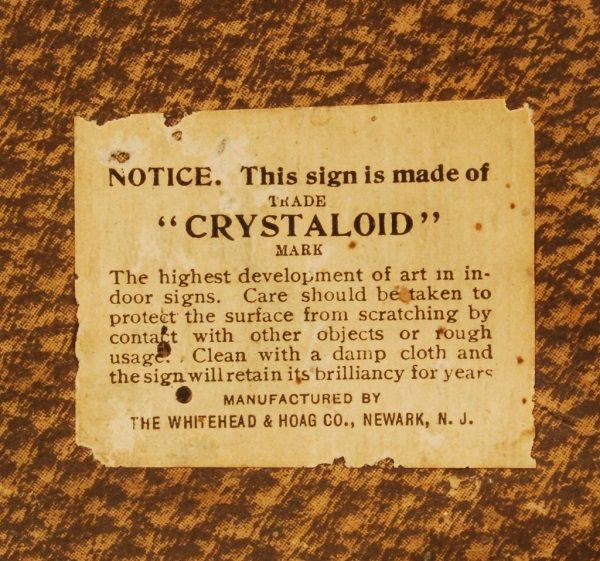 NOTICE. This sign is made of
TRADE
"CRYSTALOID"
MARK
The highest development of art in in-
door signs. Care should be taken to
protect the surface from scratching by
contact with other objects or rough
usage. Clean with a damp cloth and
the sign will retain its brilliancy for years
MANUFACTURED BY
THE WHITEHEAD & HOAG CO., NEWARK, N. J.